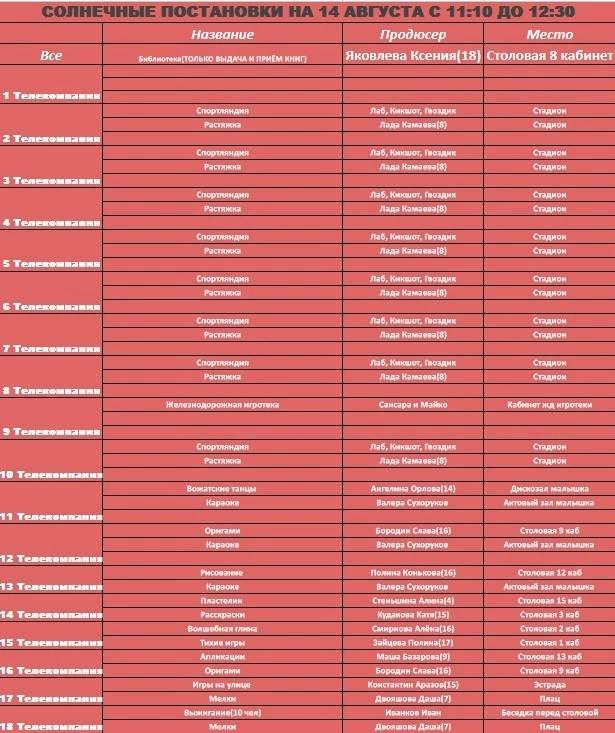 СОЛНЕЧНЫЕ ПОСТАНОВКИ НА 14 АВГУСТА С 11:10 ДО 12:30
Название Продюсер Место
Все Библиотека(ТОЛЬКО ВЫДАЧА И ПРИЁМ КНИГ) Яковлева Ксения(18) Столовая 8 кабинет
1 Телекомпания
Спортляндия Лаб, Кикшот, Гвоздик Стадион
Растяжка Лада Камаева(8) Стадион
2 Телекомпания
Спортляндия Лаб, Кикшот, Гвоздик Стадион
Растяжка Лада Камаева(8) Стадион
3 Телекомпания
Спортляндия Лаб, Кикшот, Гвоздик Стадион
Растяжка Лада Камаева(8) Стадион
4 Телекомпания
Спортляндия Лаб, Кикшот, Гвоздик Стадион
Растяжка Лада Камаева(8) Стадион
5 Телекомпания
Спортляндия Лаб, Кикшот, Гвоздик Стадион
Растяжка Лада Камаева(8) Стадион
6 Телекомпания
Спортляндия Лаб, Кикшот, Гвоздик Стадион
Растяжка Лада Камаева(8) Стадион
7 Телекомпания
Спортляндия Лаб, Кикшот, Гвоздик Стадион
Растяжка Лада Камаева(8) Стадион
8 Телекомпания
Железнодорожная игротека Сансара и Майко Кабинет жд игротеки
9 Телекомпания
Спортляндия Лаб, Кикшот, Гвоздик Стадион
Растяжка Лада Камаева(8) Стадион
10 Телекомпания
Вожатские танцы Ангелина Орлова(14) Дискозал малышка
Караоке Валера Сухоруков Актовый зал малышка
11 Телекомпания
Оригами Бородин Слава(16) Столовая 9 каб
Караоке Валера Сухоруков Актовый зал малышка
12 Телекомпания
Рисование Полина Конькова(16) Столовая 12 каб
13 Телекомпания Караоке Валера Сухоруков Актовый зал малышка
Пластелин Стеньшина Алина(4) Столовая 15 каб
14 Телекомпания Расскраски Кудакова Катя(15) Столовая 3 каб
Волшебная глина Смирнова Алёна(16) Столовая 2 каб
15 Телекомпания Тихие игры Зайцева Полина(17) Столовая 1 каб
Апликации Маша Базарова(9) Столовая 13 каб
16 Телекомпания Оригами Бородин Слава(16) Столовая 9 каб
Игры на улице Константин Аразов(15) Эстрада
17 Телекомпания Мелки Двояшова Даша(7) Плац
Выжигание(10 чел) Иванков Иван Беседка перед столовой
18 Телекомпания Мелки Двояшова Даша(7) Плац